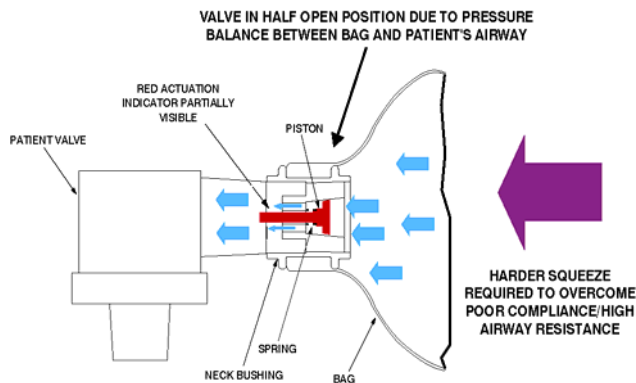 VALVE IN HALF OPEN POSITION DUE TO PRESSURE
BALANCE BETWEEN BAG AND PATIENT'S AIRWAY
RED ACTUATION
INDICATOR PARTIALLY
VISIBLE
PISTON
PATIENT VALVE
HARDER SQUEEZE
REQUIRED TO OVERCOME
POOR COMPLIANCE/HIGH
AIRWAY RESISTANCE
SPRING
NECK BUSHING
BAG